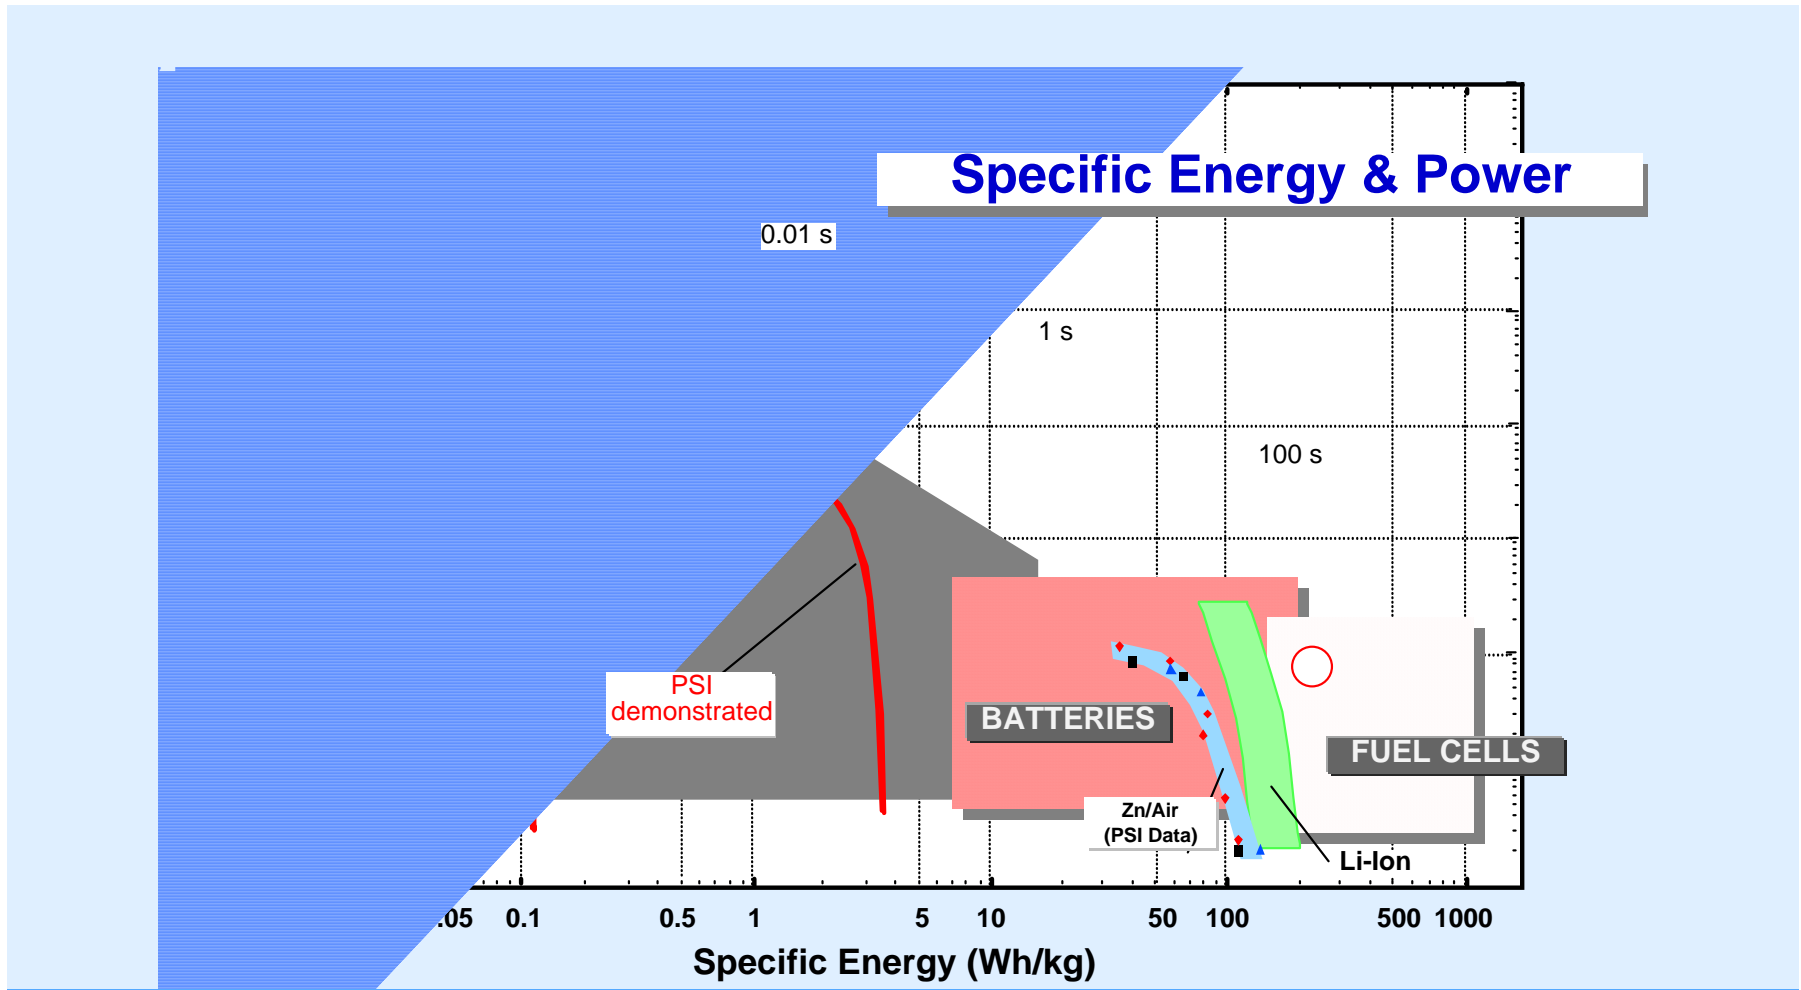 Specific Energy & Power
0.01 s
1 s
100 s
PSI
demonstrated
BATTERIES
FUEL CELLS
Zn/Air
(PSI Data)
Li-Ion
.05 0.1 0.5 1 5 10 50 100 500 1000
Specific Energy (Wh/kg)